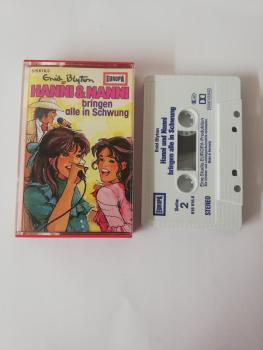 Enid Blyton
EUROPA
HANNI & NANNI
bringen
alle in Schwung
Enid Blyton
Hanni und Nanni
bringen alle in Schwung
Eine Studio EUROPA-Produktion
EUROPA
Seite
2
STEREO